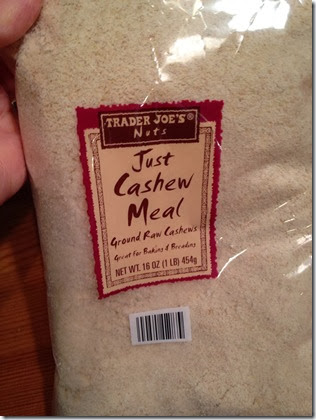 TRADER JOE'S®
Nuts
Just
Cashew
Meal
Ground Raw Cashews
Great for Baking & Breading
NET WT. 16 OZ (1 LB) 454g